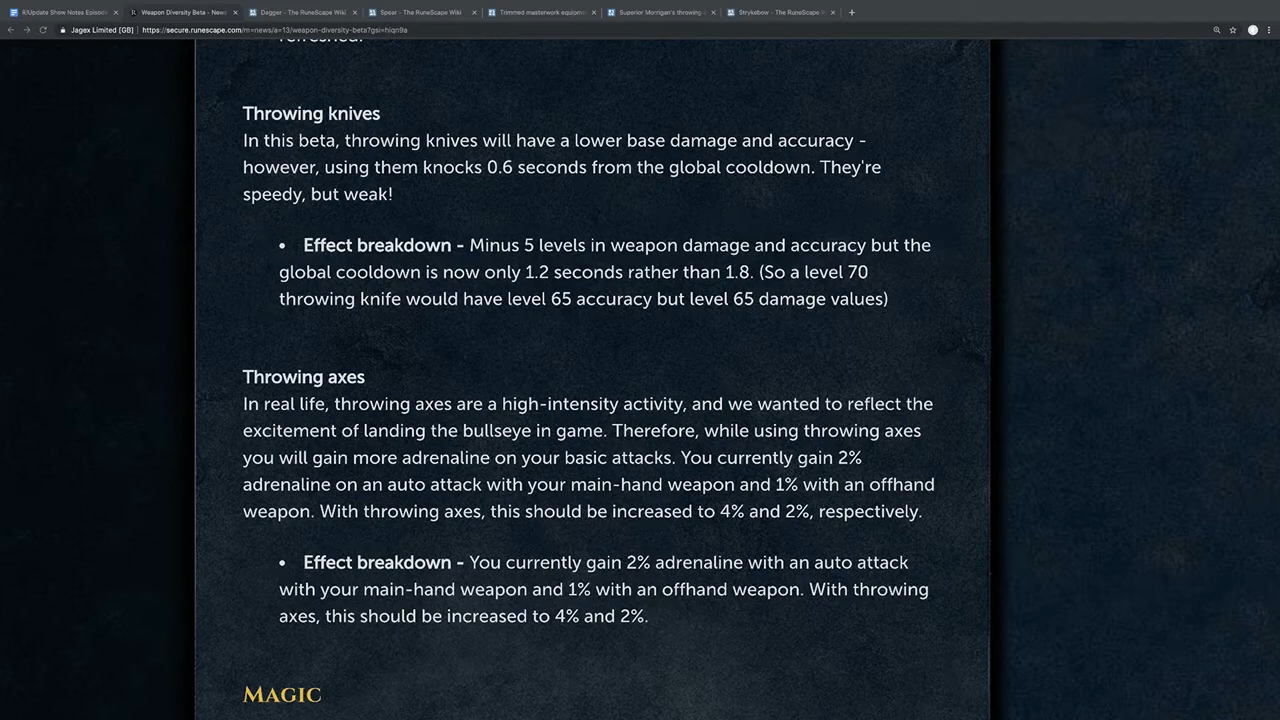 R!Update Show Notes Episode
Weapon Diversity Beta - News
Dagger - The RuneScape Wiki
Spear - The RuneScape Wiki
Trimmed masterwork equipm
Superior Morrigan's throwing a
Strykebow - The RuneScape W
Jagex Limited [GB] | https://secure.runescape.com/m=news/a=13/weapon-diversity-beta?gsi=hiqn9a
refreshed!
Throwing knives
In this beta, throwing knives will have a lower base damage and accuracy -
however, using them knocks 0.6 seconds from the global cooldown. They're
speedy, but weak!
• Effect breakdown - Minus 5 levels in weapon damage and accuracy but the
global cooldown is now only 1.2 seconds rather than 1.8. (So a level 70
throwing knife would have level 65 accuracy but level 65 damage values)
Throwing axes
In real life, throwing axes are a high-intensity activity, and we wanted to reflect the
excitement of landing the bullseye in game. Therefore, while using throwing axes
you will gain more adrenaline on your basic attacks. You currently gain 2%
adrenaline on an auto attack with your main-hand weapon and 1% with an offhand
weapon. With throwing axes, this should be increased to 4% and 2%, respectively.
• Effect breakdown - You currently gain 2% adrenaline with an auto attack
with your main-hand weapon and 1% with an offhand weapon. With throwing
axes, this should be increased to 4% and 2%.
MAGIC